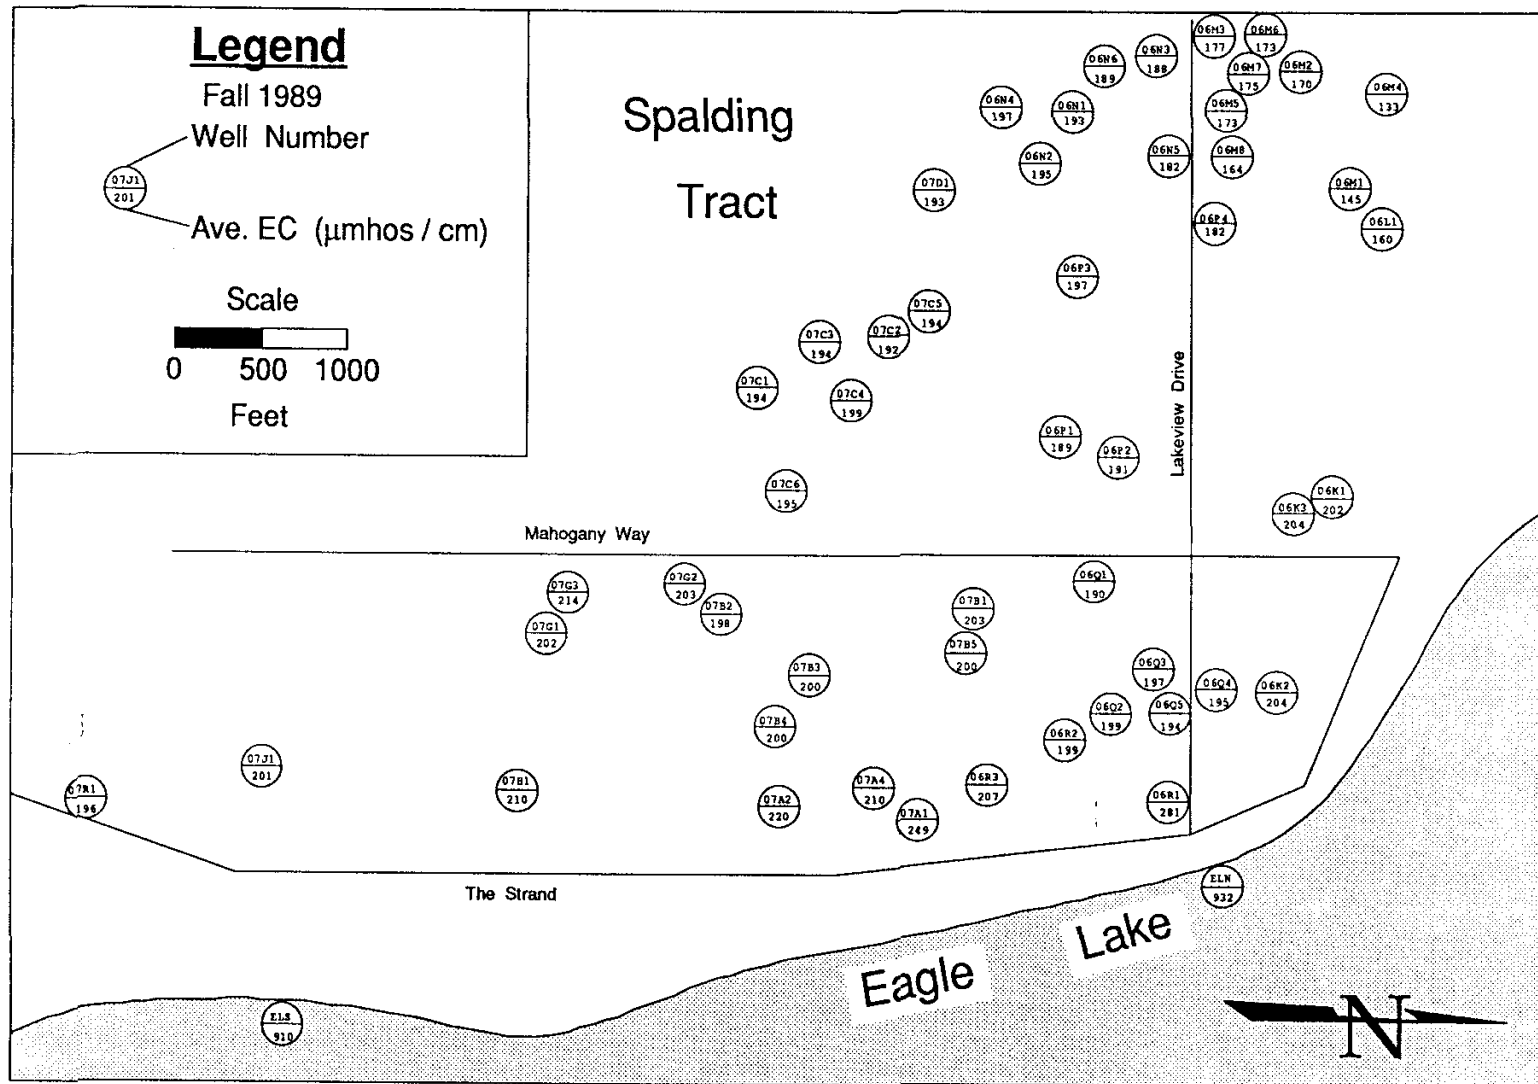 Legend
Fall 1989
Well Number
07J1
201
Ave. EC (µmhos / cm)
Scale
0 500 1000
Feet
Spalding
Tract
06M3
177
06M6
173
06N3
188
06N6
189
06M7
175
06M2
170
06M4
133
06N4
197
06N1
193
06M5
173
06N2
195
06N5
182
06M8
164
07D1
193
06M1
145
06P4
182
06L1
160
06P3
197
07C5
194
07C3
194
07C2
192
07C1
194
07C4
199
Lakeview Drive
06P1
189
06P2
191
07C6
195
06K1
202
06K3
204
Mahogany Way
07G3
214
07G2
203
06Q1
190
07B2
198
07B1
203
07G1
202
07B5
200
07B3
200
06Q3
197
06Q4
195
06K2
204
07B4
200
06Q2
199
06Q5
194
06R2
199
07J1
201
07R1
196
07H1
210
07A2
220
07A4
210
06R3
207
07A1
249
06R1
281
The Strand
ELN
932
Eagle Lake
ELS
910
N